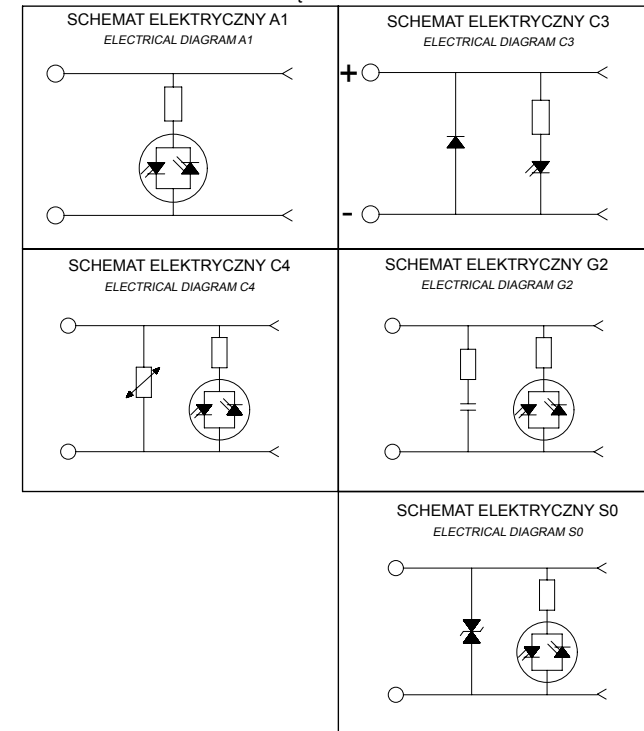 SCHEMAT ELEKTRYCZNY A1
ELECTRICAL DIAGRAM A1
SCHEMAT ELEKTRYCZNY C3
ELECTRICAL DIAGRAM C3
+
-
SCHEMAT ELEKTRYCZNY C4
ELECTRICAL DIAGRAM C4
SCHEMAT ELEKTRYCZNY G2
ELECTRICAL DIAGRAM G2
SCHEMAT ELEKTRYCZNY S0
ELECTRICAL DIAGRAM S0